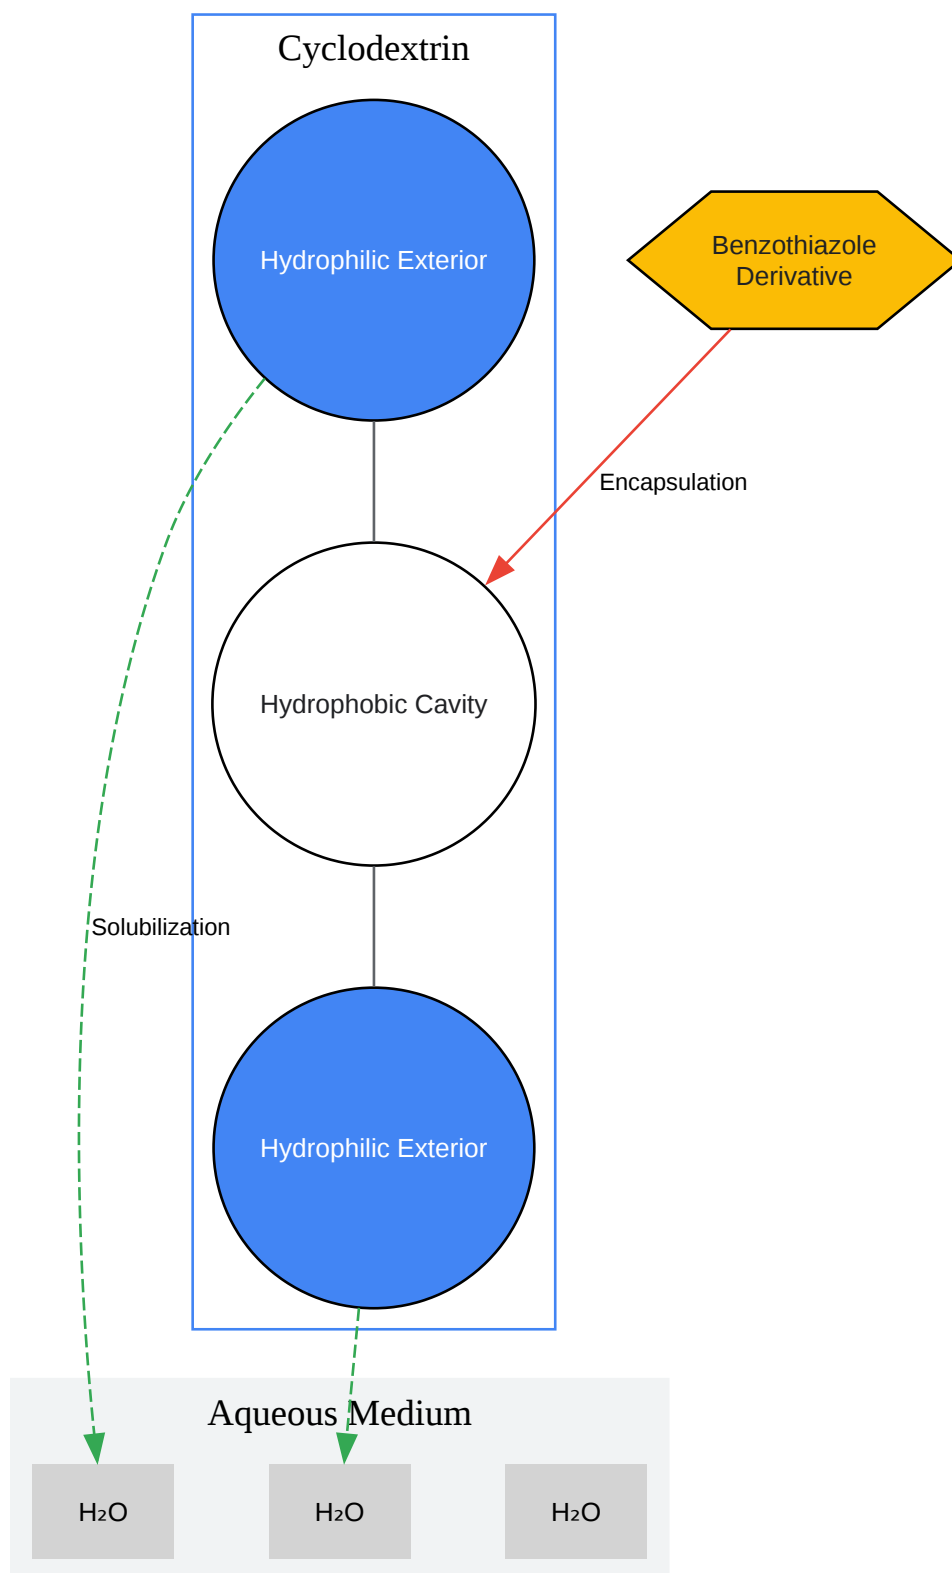 Cyclodextrin
Hydrophilic Exterior
Benzothiazole
Derivative
Encapsulation
Hydrophobic Cavity
Solubilization
Hydrophilic Exterior
Aqueous Medium
H₂O
H₂O
H₂O